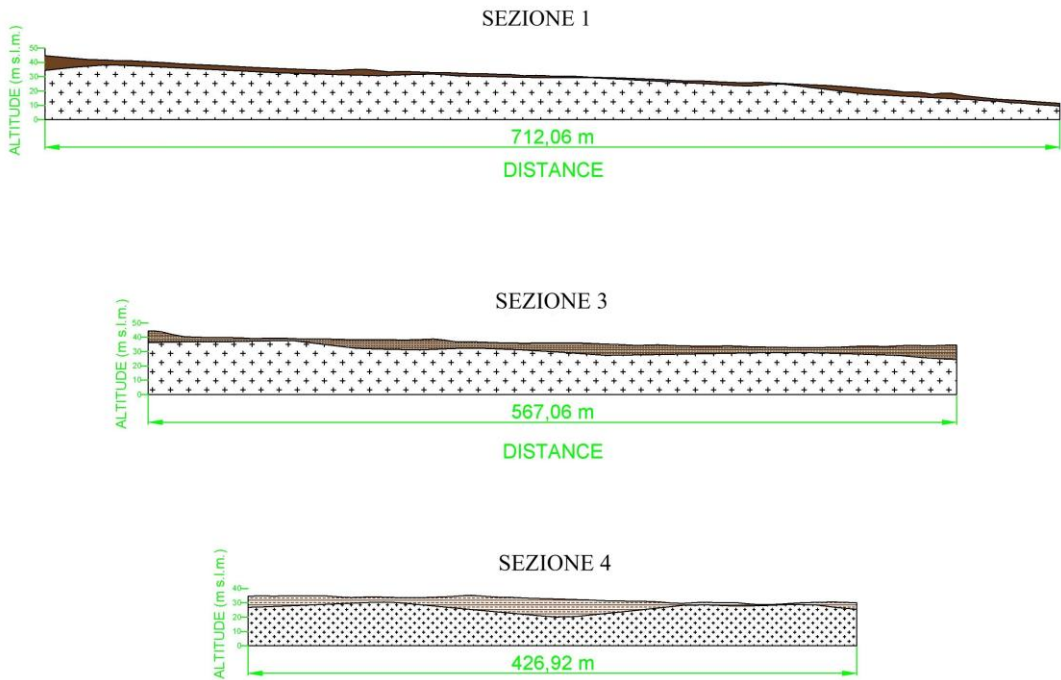 SEZIONE 1
ALTITUDE (m s.l.m.)
50
40
30
20
10
0
712,06 m
DISTANCE
SEZIONE 3
ALTITUDE (m s.l.m.)
50
40
30
20
10
0
567,06 m
DISTANCE
SEZIONE 4
ALTITUDE (m s.l.m.)
40
30
20
10
0
426,92 m